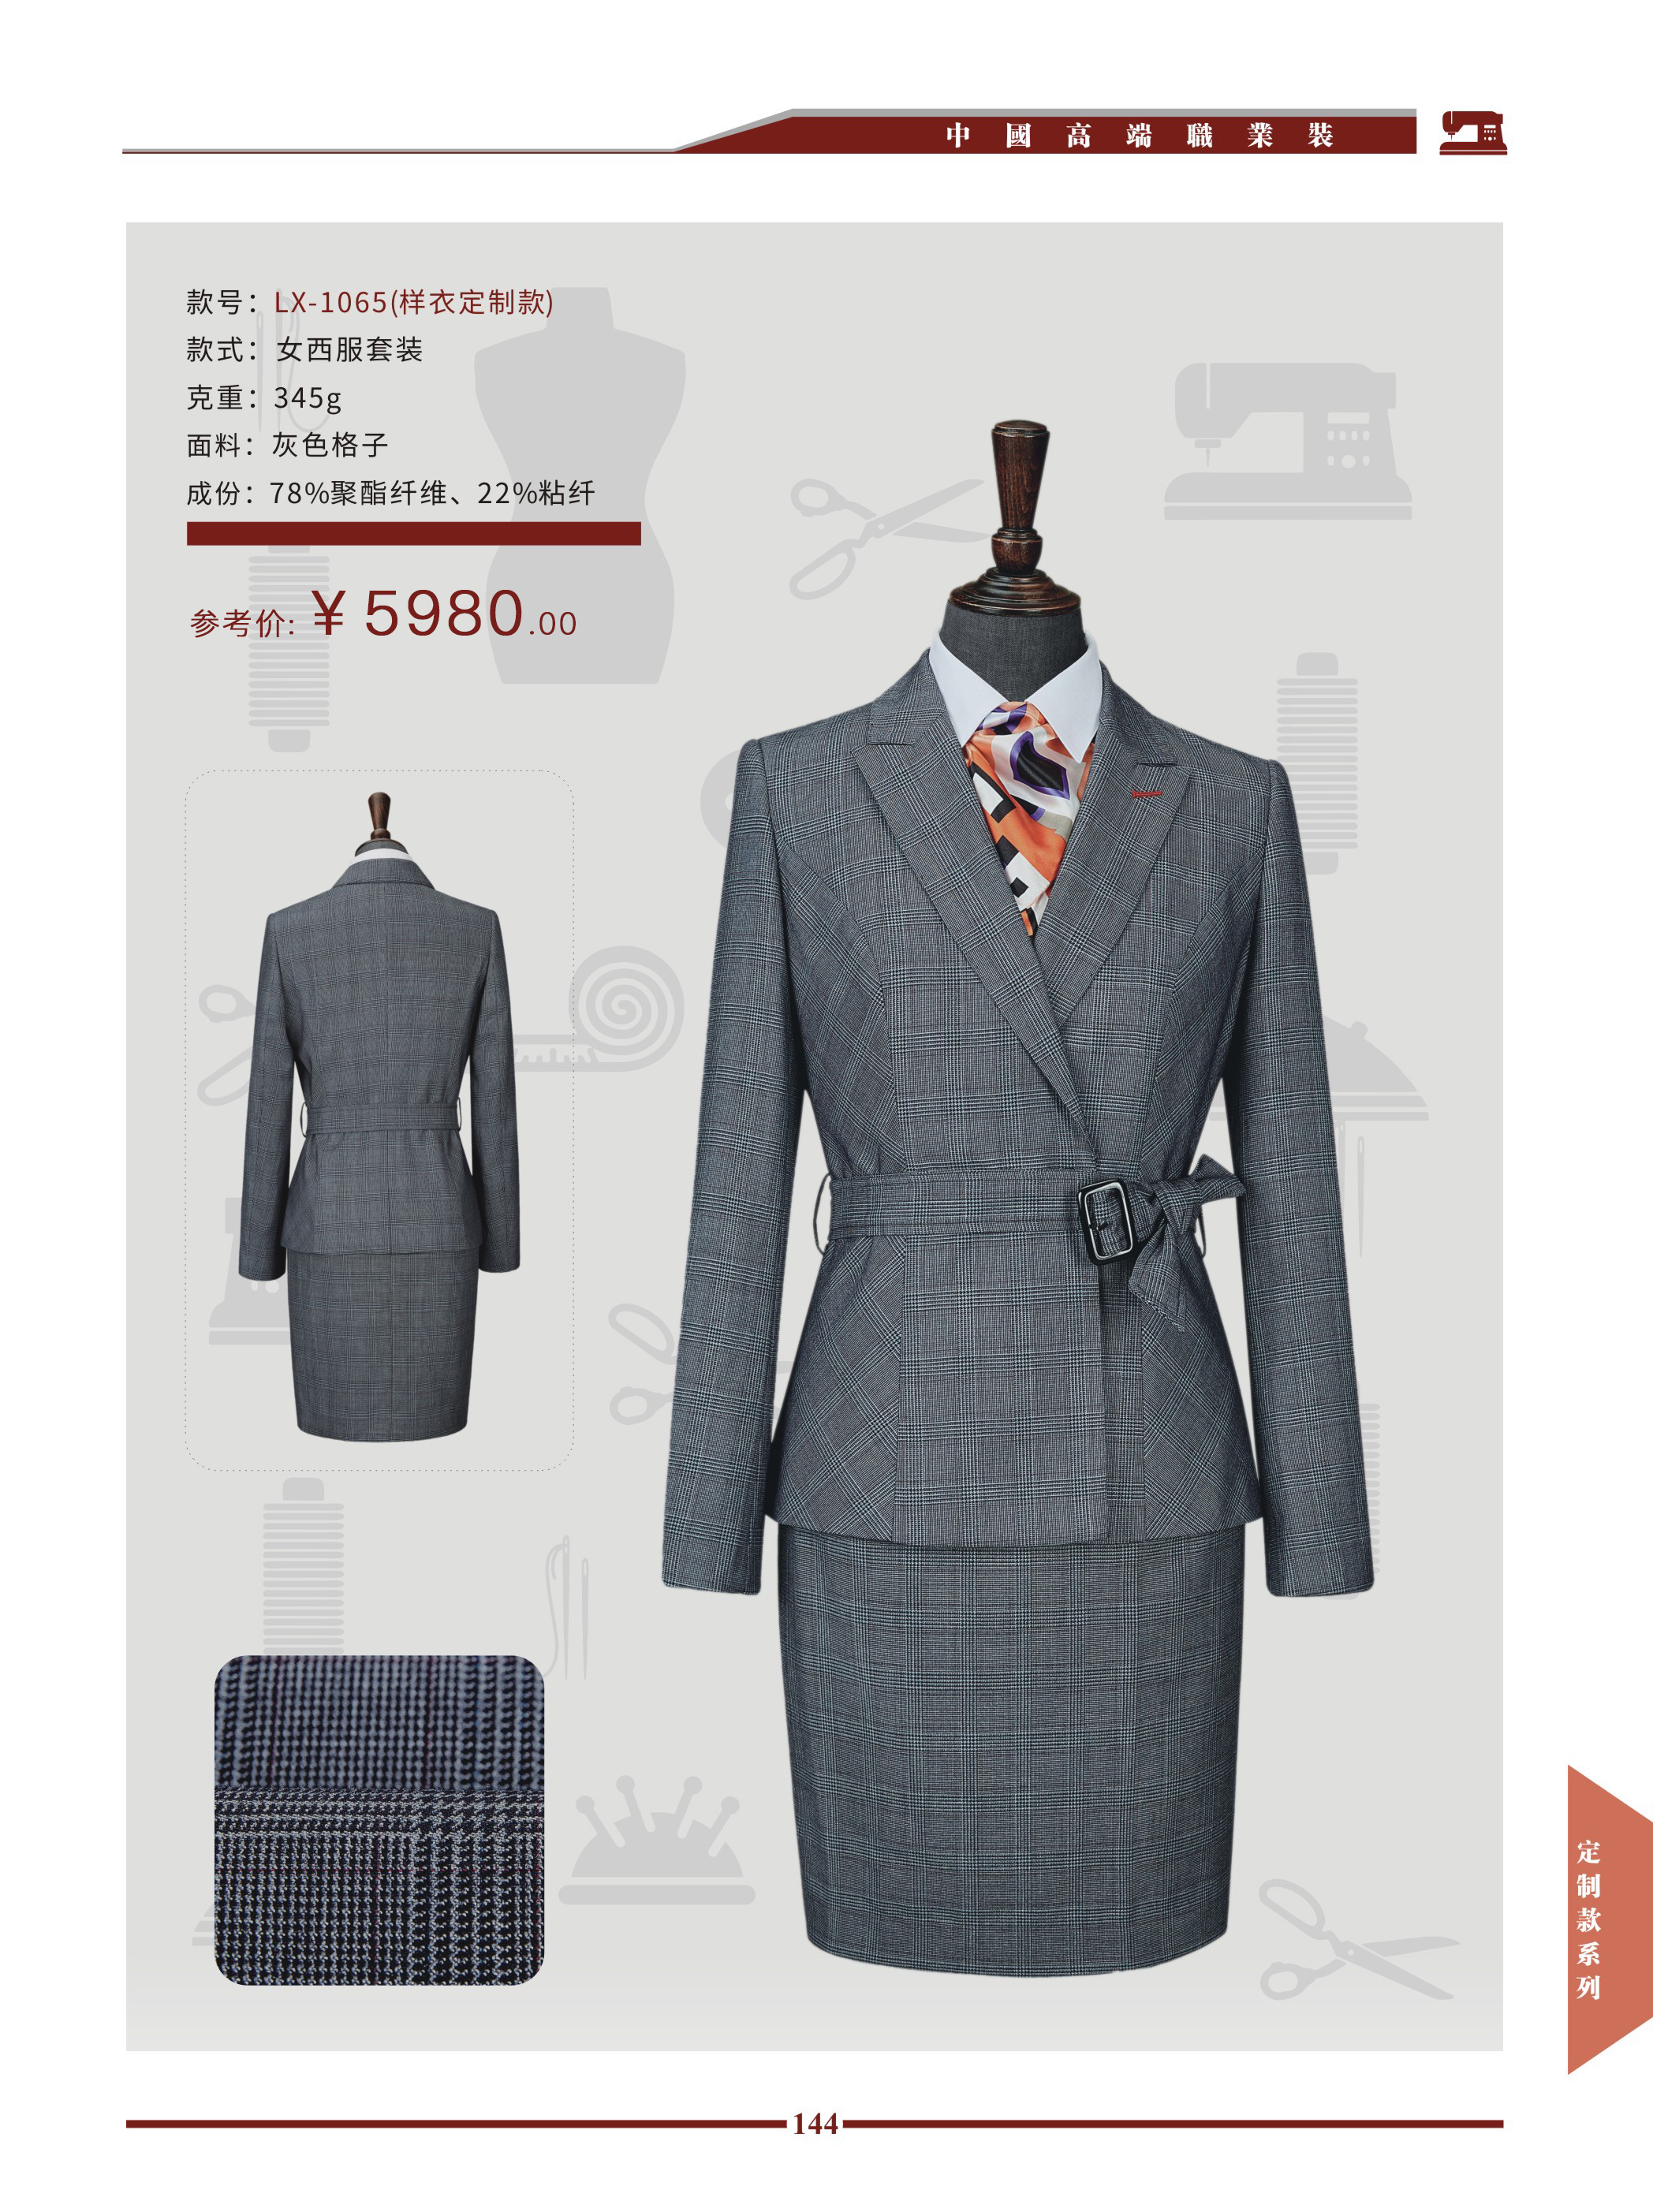 中國高端職業裝
款号：LX-1065(样衣定制款)
款式：女西服套装
克重：345g
面料：灰色格子
成份：78%聚酯纤维、22%粘纤
参考价: ¥ 5980.00
定制款系列
144